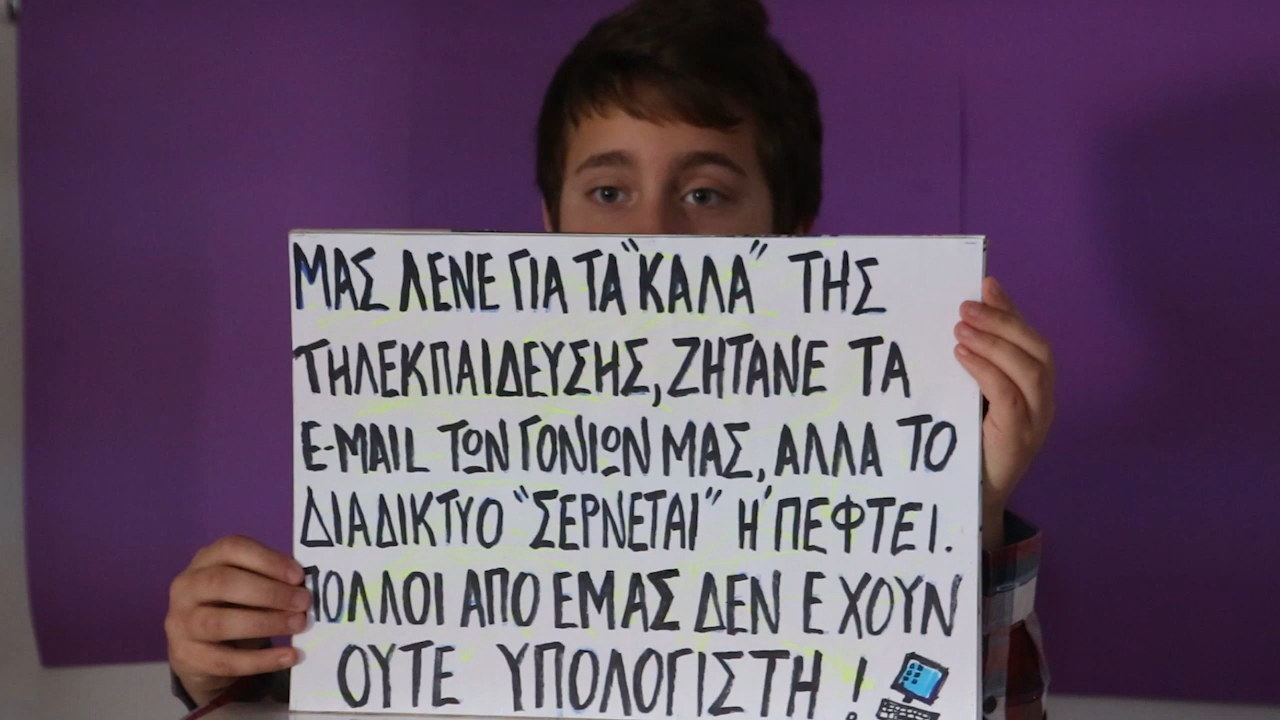 ΜΑΣ ΛΕΝΕ ΓΙΑ ΤΑ "ΚΑΛΑ" ΤΗΣ
ΤΗΛΕΚΠΑΙΔΕΥΣΗΣ, ΖΗΤΑΝΕ ΤΑ
E-MAIL ΤΩΝ ΓΟΝΙΩΝ ΜΑΣ, ΑΛΛΑ ΤΟ
ΔΙΑΔΙΚΤΥΟ "ΣΕΡΝΕΤΑΙ" Η ΠΕΦΤΕΙ.
ΠΟΛΛΟΙ ΑΠΟ ΕΜΑΣ ΔΕΝ ΕΧΟΥΝ
ΟΥΤΕ ΥΠΟΛΟΓΙΣΤΗ!